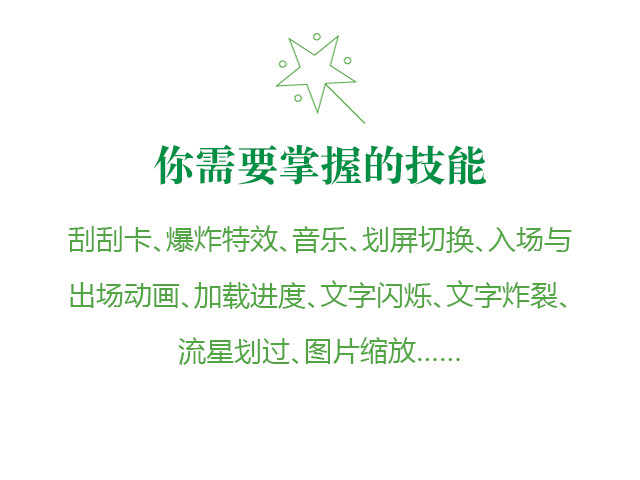 你需要掌握的技能
刮刮卡、爆炸特效、音乐、划屏切换、入场与
出场动画、加载进度、文字闪烁、文字炸裂、
流星划过、图片缩放......